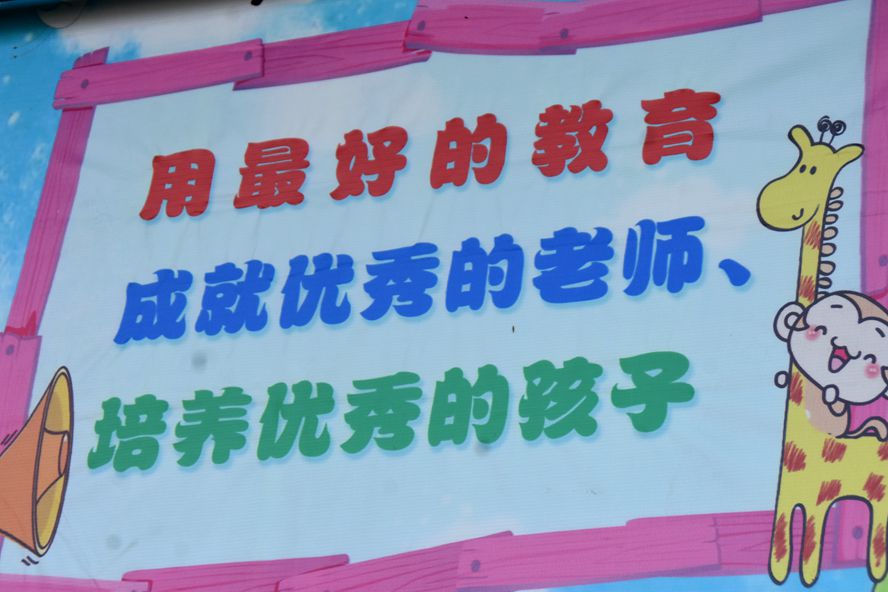 用最好的教育
成就优秀的老师、
培养优秀的孩子